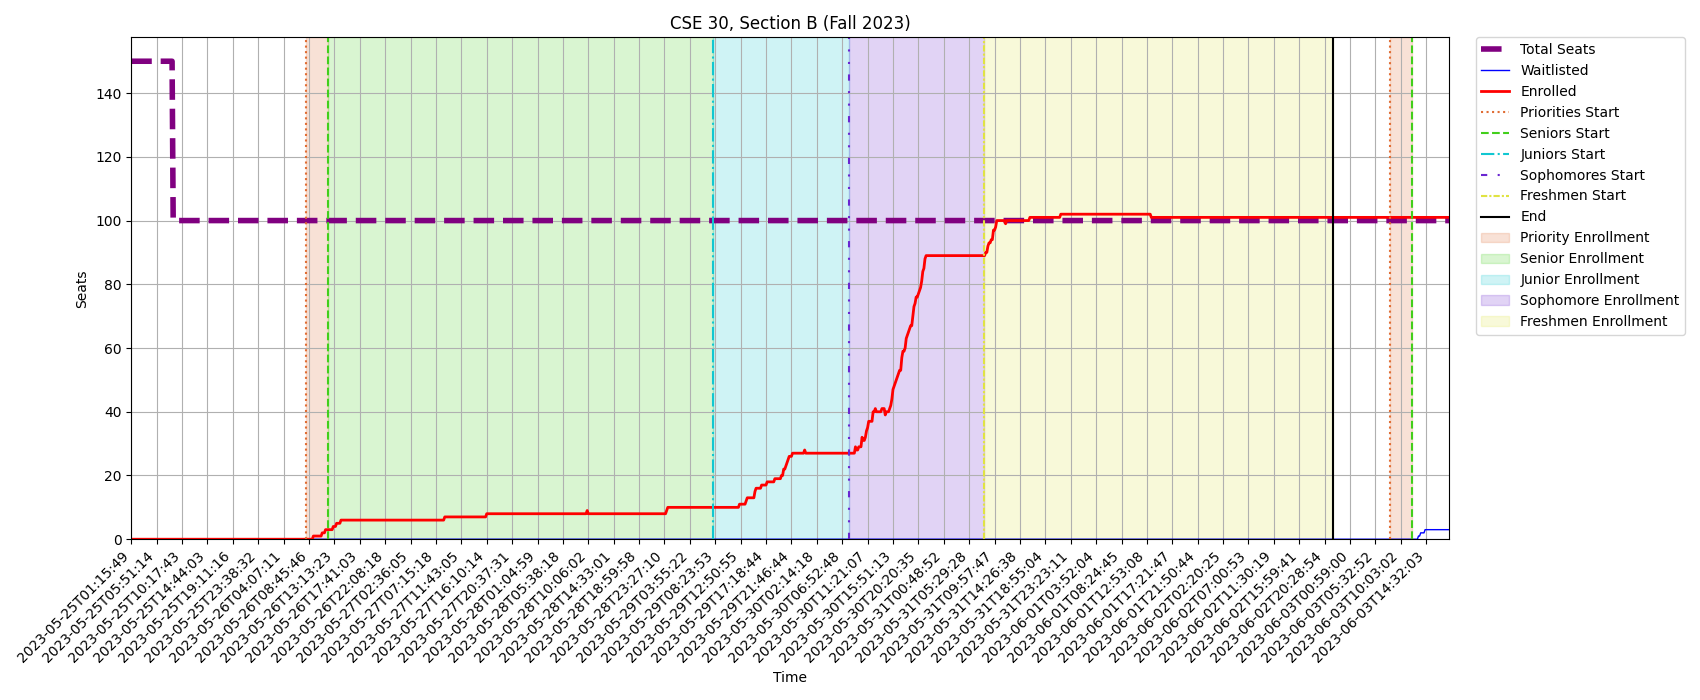 CSE 30, Section B (Fall 2023)
Seats
140
120
100
80
60
40
20
0
2023-05-25T01:15:49
2023-05-25T05:51:14
2023-05-25T10:17:43
2023-05-25T14:44:03
2023-05-25T19:11:16
2023-05-25T23:38:32
2023-05-26T04:07:11
2023-05-26T08:45:46
2023-05-26T13:13:23
2023-05-26T17:41:03
2023-05-26T22:08:18
2023-05-27T02:36:05
2023-05-27T07:15:18
2023-05-27T11:43:05
2023-05-27T16:10:14
2023-05-27T20:37:31
2023-05-28T01:04:59
2023-05-28T05:38:18
2023-05-28T10:06:02
2023-05-28T14:33:01
2023-05-28T18:59:58
2023-05-28T23:27:10
2023-05-29T03:55:22
2023-05-29T08:23:53
2023-05-29T12:50:55
2023-05-29T17:18:44
2023-05-29T21:46:44
2023-05-30T02:14:18
2023-05-30T06:52:48
2023-05-30T11:21:07
2023-05-30T15:51:13
2023-05-30T20:20:35
2023-05-31T00:48:52
2023-05-31T05:29:28
2023-05-31T09:57:47
2023-05-31T14:26:38
2023-05-31T18:55:04
2023-05-31T23:23:11
2023-06-01T03:52:04
2023-06-01T08:24:45
2023-06-01T12:53:08
2023-06-01T17:21:47
2023-06-01T21:50:44
2023-06-02T02:20:25
2023-06-02T07:00:53
2023-06-02T11:30:19
2023-06-02T15:59:41
2023-06-02T20:28:54
2023-06-03T00:59:00
2023-06-03T05:32:52
2023-06-03T10:03:02
2023-06-03T14:32:03
Time
Total Seats
Waitlisted
Enrolled
Priorities Start
Seniors Start
Juniors Start
Sophomores Start
Freshmen Start
End
Priority Enrollment
Senior Enrollment
Junior Enrollment
Sophomore Enrollment
Freshmen Enrollment